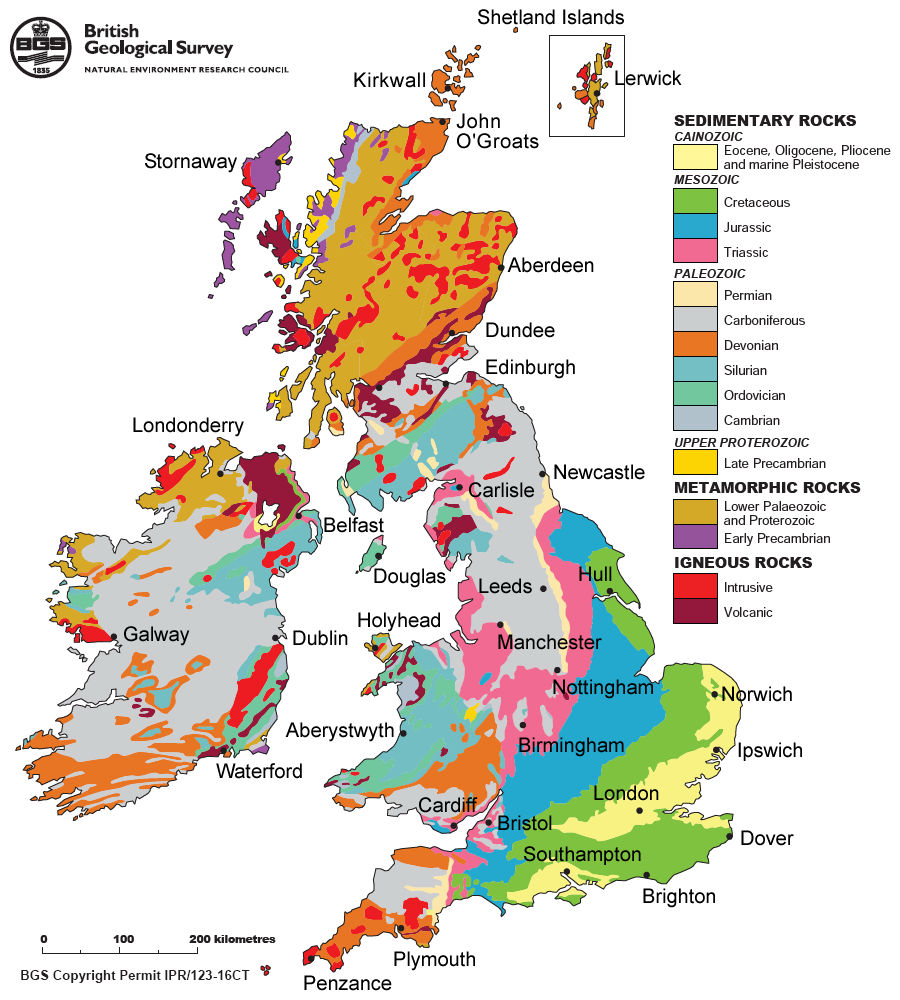 BGS
1835
British
Geological Survey
NATURAL ENVIRONMENT RESEARCH COUNCIL
Shetland Islands
Lerwick
Kirkwall
John
O'Groats
Stornaway
Aberdeen
Dundee
Edinburgh
Londonderry
Newcastle
Carlisle
Belfast
Douglas
Leeds
Hull
Holyhead
Galway
Dublin
Manchester
Nottingham
Norwich
Aberystwyth
Birmingham
Ipswich
Waterford
London
Cardiff
Bristol
Dover
Southampton
Brighton
Plymouth
Penzance
SEDIMENTARY ROCKS
CAINOZOIC
Eocene, Oligocene, Pliocene
and marine Pleistocene
MESOZOIC
Cretaceous
Jurassic
Triassic
PALEOZOIC
Permian
Carboniferous
Devonian
Silurian
Ordovician
Cambrian
UPPER PROTEROZOIC
Late Precambrian
METAMORPHIC ROCKS
Lower Palaeozoic
and Proterozoic
Early Precambrian
IGNEOUS ROCKS
Intrusive
Volcanic
0 100 200 kilometres
BGS Copyright Permit IPR/123-16CT